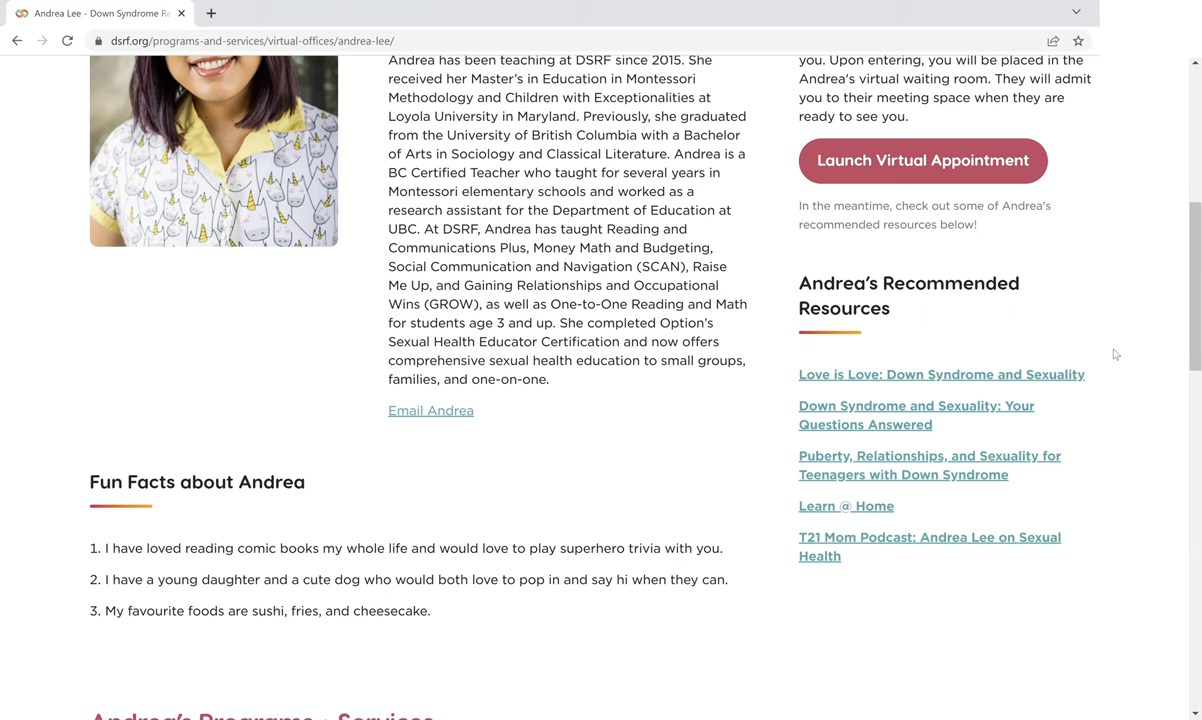 Andrea Lee - Down Syndrome Re
dsrf.org/programs-and-services/virtual-offices/andrea-lee/
Andrea has been teaching at DSRF since 2015. She
received her Master's in Education in Montessori
Methodology and Children with Exceptionalities at
Loyola University in Maryland. Previously, she graduated
from the University of British Columbia with a Bachelor
of Arts in Sociology and Classical Literature. Andrea is a
BC Certified Teacher who taught for several years in
Montessori elementary schools and worked as a
research assistant for the Department of Education at
UBC. At DSRF, Andrea has taught Reading and
Communications Plus, Money Math and Budgeting,
Social Communication and Navigation (SCAN), Raise
Me Up, and Gaining Relationships and Occupational
Wins (GROW), as well as One-to-One Reading and Math
for students age 3 and up. She completed Option's
Sexual Health Educator Certification and now offers
comprehensive sexual health education to small groups,
families, and one-on-one.
Email Andrea
Fun Facts about Andrea
1. I have loved reading comic books my whole life and would love to play superhero trivia with you.
2. I have a young daughter and a cute dog who would both love to pop in and say hi when they can.
3. My favourite foods are sushi, fries, and cheesecake.
Andrea's Programs + Services
you. Upon entering, you will be placed in the
Andrea's virtual waiting room. They will admit
you to their meeting space when they are
ready to see you.
Launch Virtual Appointment
In the meantime, check out some of Andrea's
recommended resources below!
Andrea's Recommended
Resources
Love is Love: Down Syndrome and Sexuality
Down Syndrome and Sexuality: Your
Questions Answered
Puberty, Relationships, and Sexuality for
Teenagers with Down Syndrome
Learn @ Home
T21 Mom Podcast: Andrea Lee on Sexual
Health